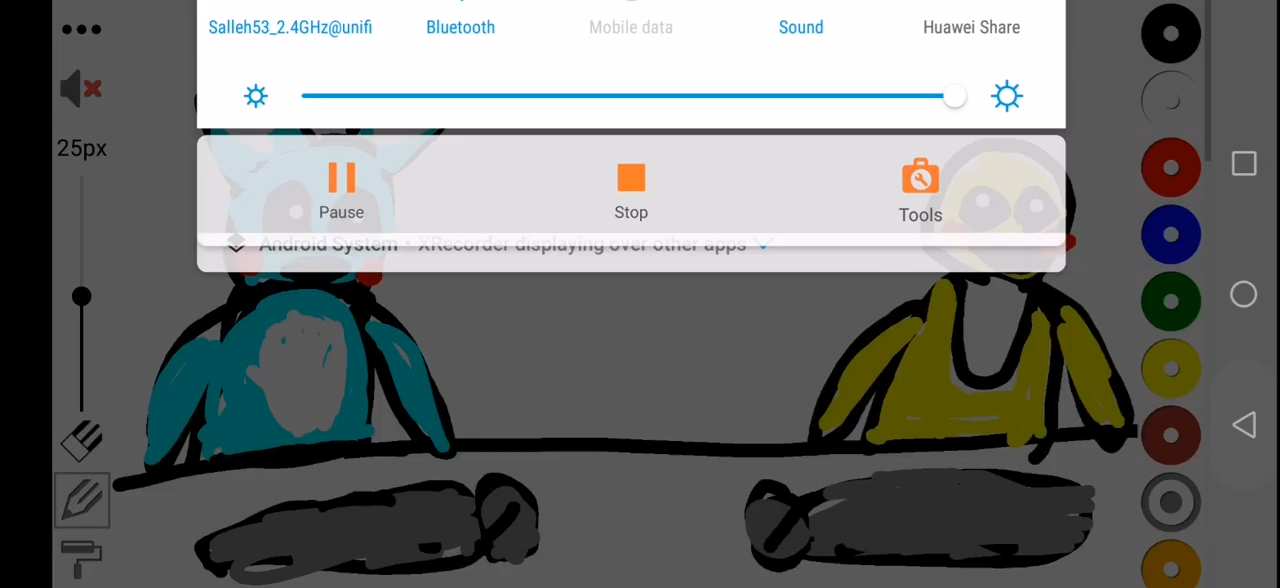 Salleh53_2.4GHz@unifi Bluetooth Mobile data Sound Huawei Share
25px
Pause Stop Tools
Android System • XRecorder displaying over other apps